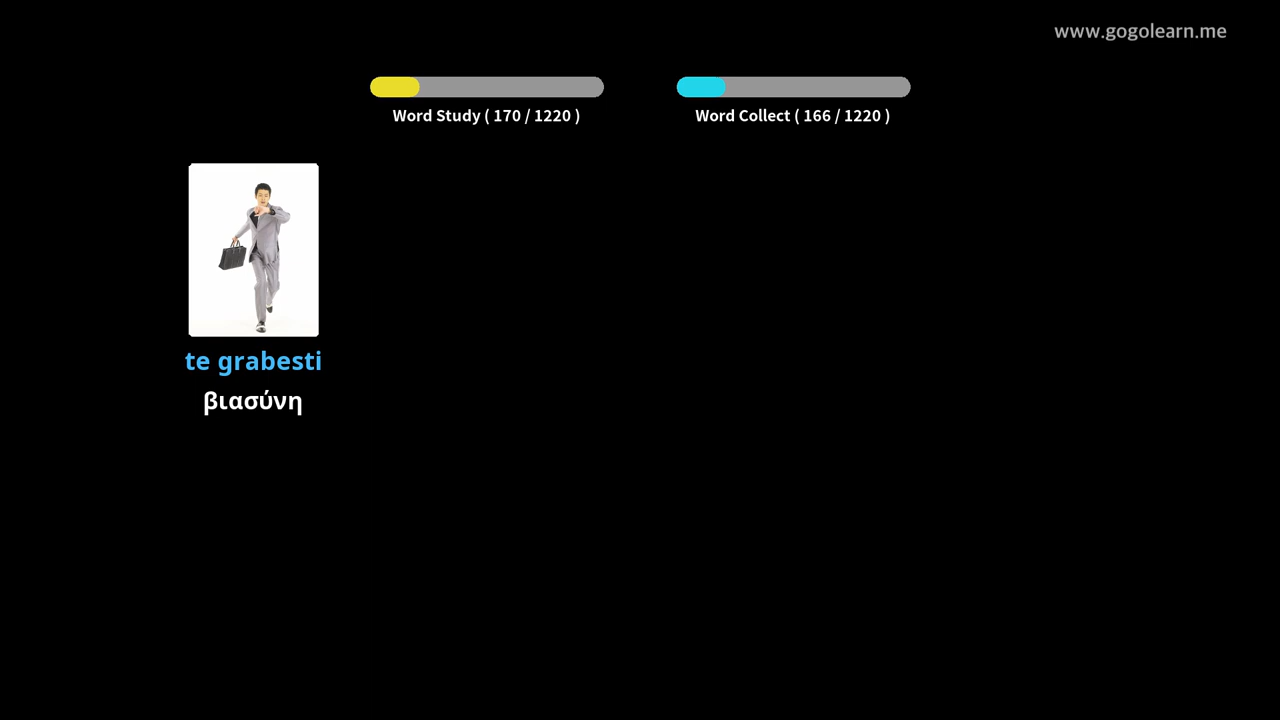 www.gogolearn.me
Word Study ( 170 / 1220 )
Word Collect ( 166 / 1220 )
te grabesti
βιασύνη